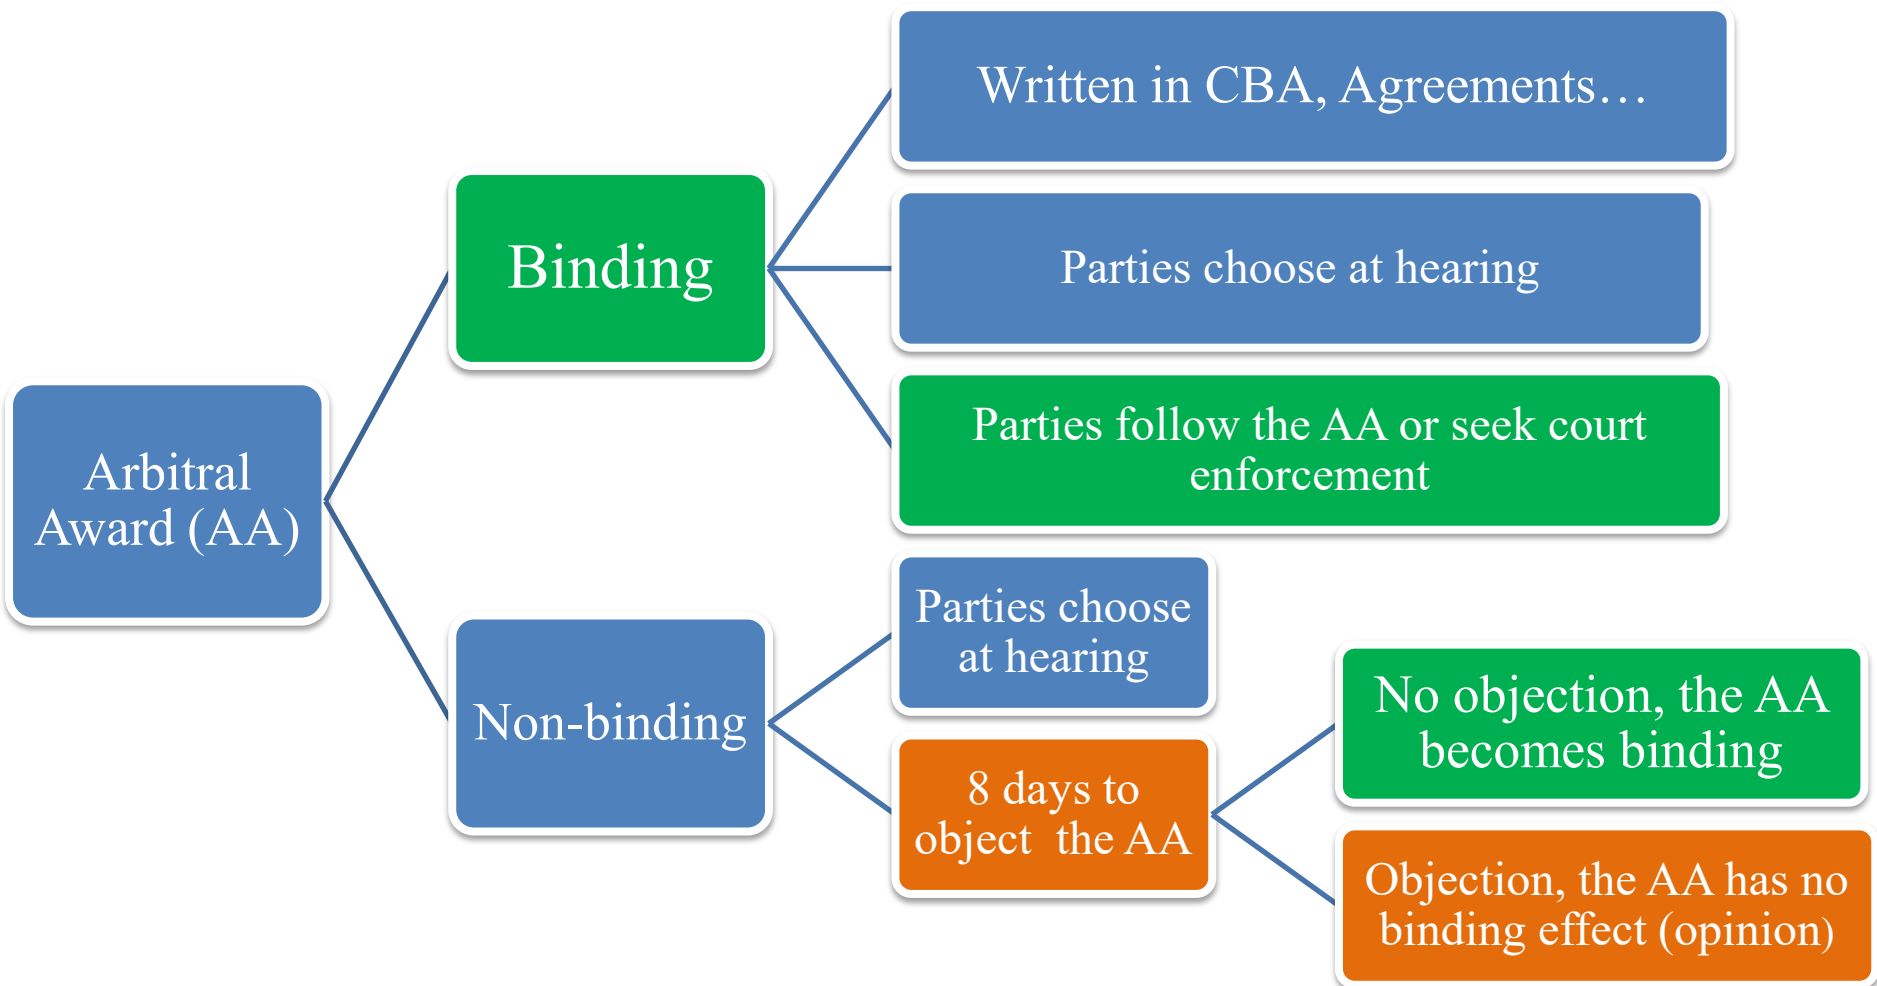 Arbitral
Award (AA)
Binding
Written in CBA, Agreements…
Parties choose at hearing
Parties follow the AA or seek court
enforcement
Non-binding
Parties choose
at hearing
8 days to
object  the AA
No objection, the AA
becomes binding
Objection, the AA has no
binding effect (opinion)